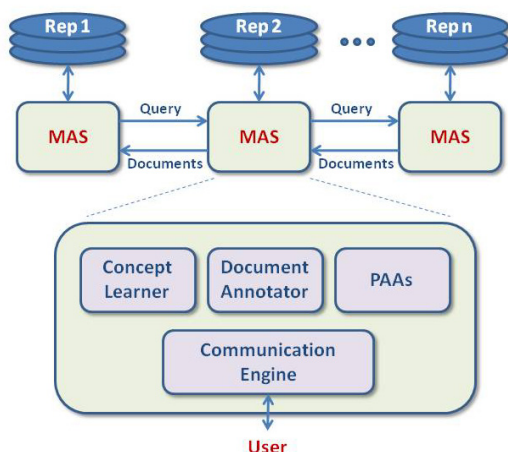 Rep 1
Rep 2
Rep n
Query
Query
MAS
MAS
MAS
Documents
Documents
Concept
Learner
Document
Annotator
PAAs
Communication
Engine
User